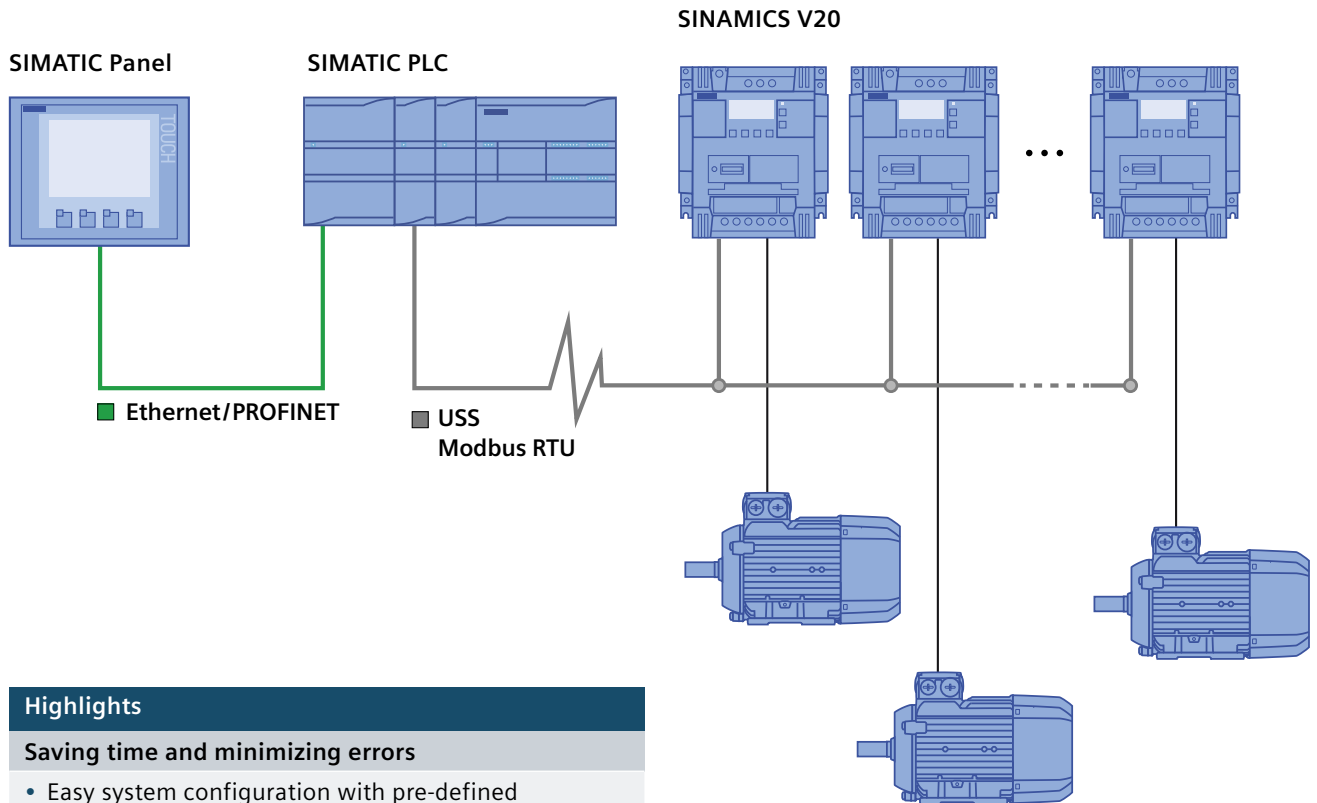 SINAMICS V20
SIMATIC Panel
SIMATIC PLC
TOUCH
...
Ethernet/PROFINET
USS
Modbus RTU
Highlights
Saving time and minimizing errors
• Easy system configuration with pre-defined